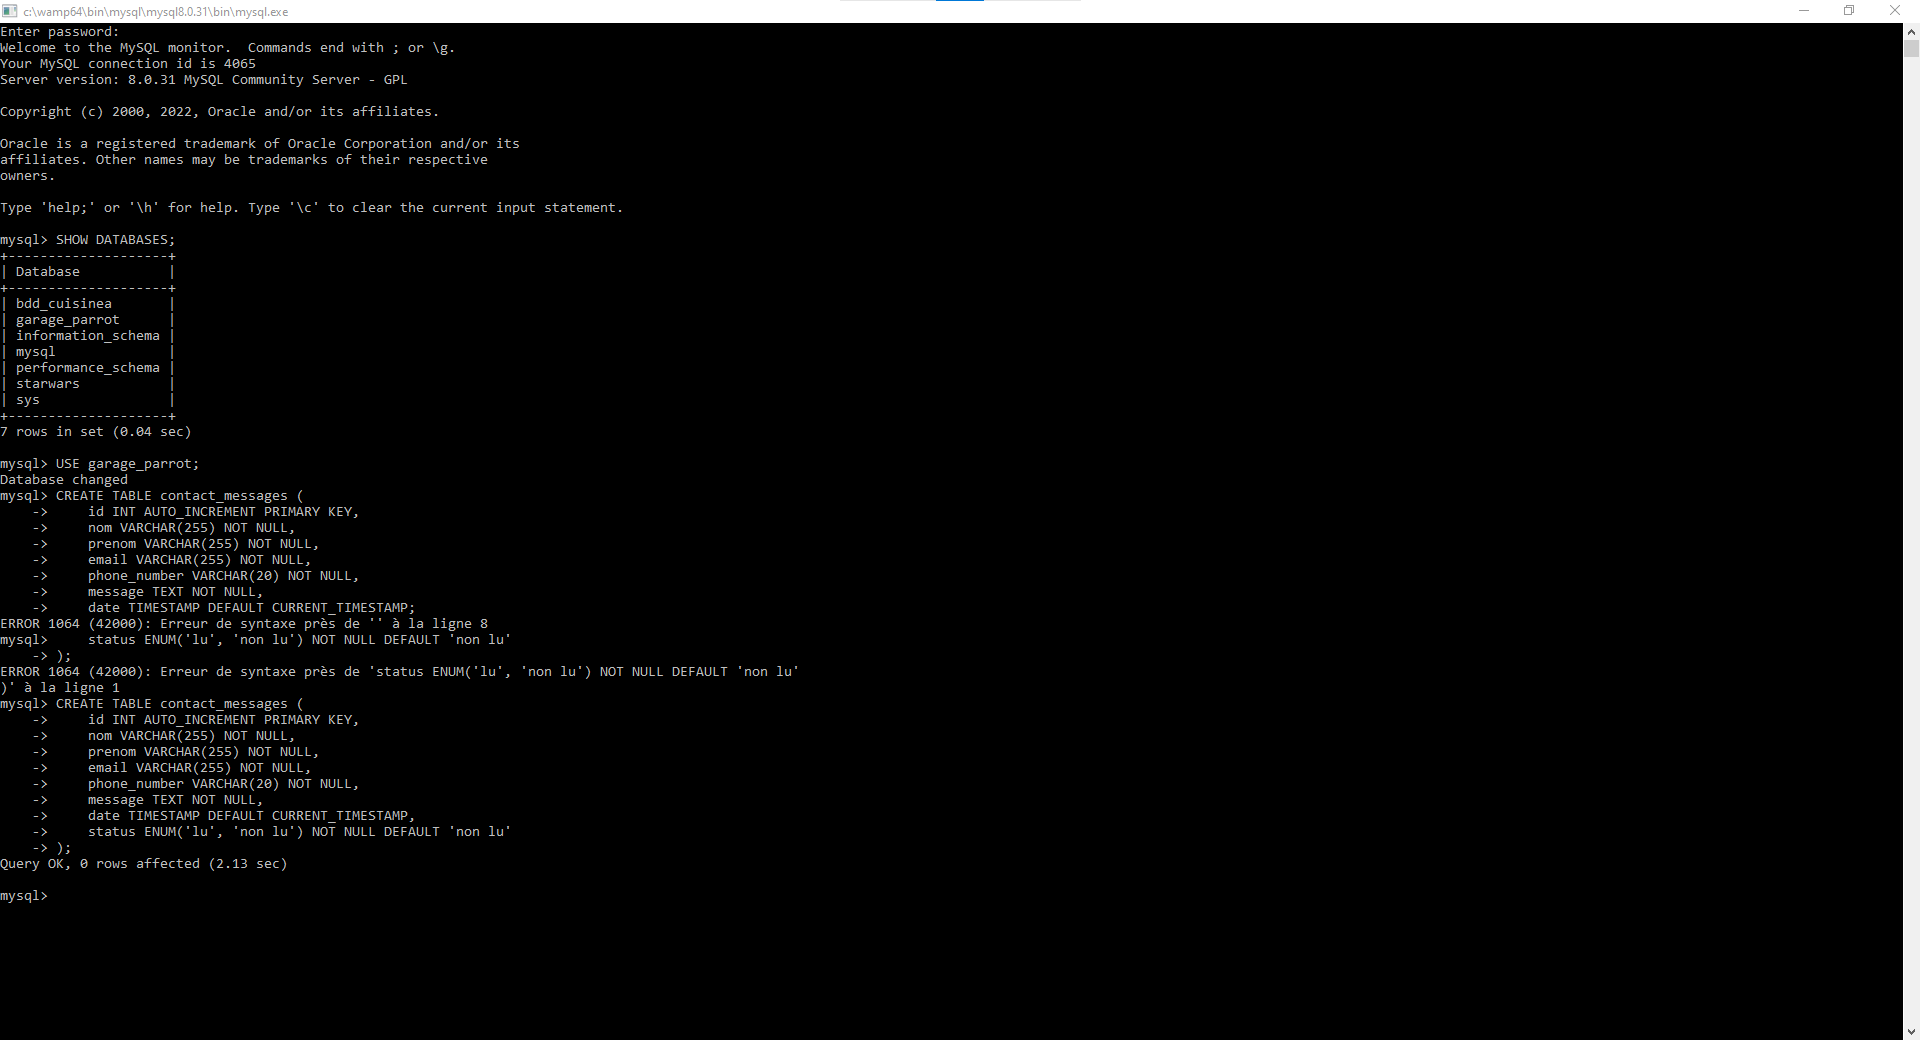 c:\wamp64\bin\mysql\mysql8.0.31\bin\mysql.exe
Enter password:
Welcome to the MySQL monitor.  Commands end with ; or \g.
Your MySQL connection id is 4065
Server version: 8.0.31 MySQL Community Server - GPL

Copyright (c) 2000, 2022, Oracle and/or its affiliates.

Oracle is a registered trademark of Oracle Corporation and/or its
affiliates. Other names may be trademarks of their respective
owners.

Type 'help;' or '\h' for help. Type '\c' to clear the current input statement.

mysql> SHOW DATABASES;
+--------------------+
| Database           |
+--------------------+
| bdd_cuisinea       |
| garage_parrot      |
| information_schema |
| mysql              |
| performance_schema |
| starwars           |
| sys                |
+--------------------+
7 rows in set (0.04 sec)

mysql> USE garage_parrot;
Database changed
mysql> CREATE TABLE contact_messages (
    ->     id INT AUTO_INCREMENT PRIMARY KEY,
    ->     nom VARCHAR(255) NOT NULL,
    ->     prenom VARCHAR(255) NOT NULL,
    ->     email VARCHAR(255) NOT NULL,
    ->     phone_number VARCHAR(20) NOT NULL,
    ->     message TEXT NOT NULL,
    ->     date TIMESTAMP DEFAULT CURRENT_TIMESTAMP;
ERROR 1064 (42000): Erreur de syntaxe près de '' à la ligne 8
mysql>     status ENUM('lu', 'non lu') NOT NULL DEFAULT 'non lu'
    -> );
ERROR 1064 (42000): Erreur de syntaxe près de 'status ENUM('lu', 'non lu') NOT NULL DEFAULT 'non lu'
)' à la ligne 1
mysql> CREATE TABLE contact_messages (
    ->     id INT AUTO_INCREMENT PRIMARY KEY,
    ->     nom VARCHAR(255) NOT NULL,
    ->     prenom VARCHAR(255) NOT NULL,
    ->     email VARCHAR(255) NOT NULL,
    ->     phone_number VARCHAR(20) NOT NULL,
    ->     message TEXT NOT NULL,
    ->     date TIMESTAMP DEFAULT CURRENT_TIMESTAMP,
    ->     status ENUM('lu', 'non lu') NOT NULL DEFAULT 'non lu'
    -> );
Query OK, 0 rows affected (2.13 sec)

mysql>